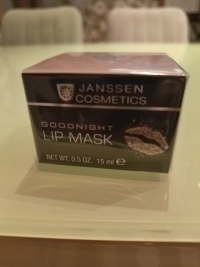 JANSSEN
COSMETICS
GOODNIGHT
LIP MASK
NET WT. 0.5 OZ. 15 ml ℮